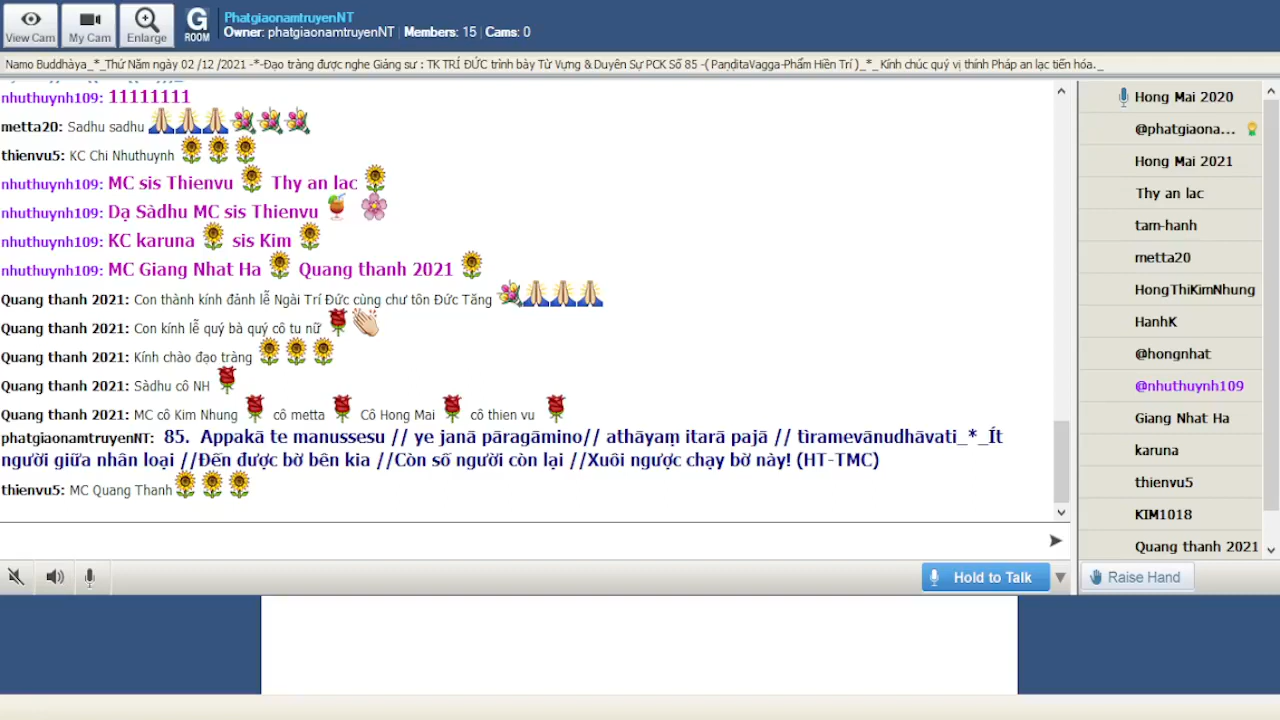 View Cam
My Cam
Enlarge
G
ROOM
PhatgiaonamtruyenNT
Owner: phatgiaonamtruyenNT | Members: 15 | Cams: 0
Namo Buddhàya_*_Thứ Năm ngày 02 /12 /2021 -*-Đạo tràng được nghe Giảng sư : TK TRÍ ĐỨC trình bày Từ Vựng & Duyên Sự PCK Số 85 -( PaṇḍitaVagga-Phẩm Hiền Trí )_*_ Kính chúc quý vị thính Pháp an lạc tiến hóa._
nhuthuynh109: 11111111
metta20: Sadhu sadhu
thienvu5: KC Chi Nhuthuynh
nhuthuynh109: MC sis Thienvu Thy an lac
nhuthuynh109: Dạ Sàdhu MC sis Thienvu
nhuthuynh109: KC karuna sis Kim
nhuthuynh109: MC Giang Nhat Ha Quang thanh 2021
Quang thanh 2021: Con thành kính đảnh lễ Ngài Trí Đức cùng chư tôn Đức Tăng
Quang thanh 2021: Con kính lễ quý bà quý cô tu nữ
Quang thanh 2021: Kính chào đạo tràng
Quang thanh 2021: Sàdhu cô NH
Quang thanh 2021: MC cô Kim Nhung cô metta Cô Hong Mai cô thien vu
phatgiaonamtruyenNT: 85. Appakā te manussesu // ye janā pāragāmino// athāyaṃ itarā pajā // tìramevānudhāvati_*_Ít
người giữa nhân loại //Đến được bờ bên kia //Còn số người còn lại //Xuôi ngược chạy bờ này! (HT-TMC)
thienvu5: MC Quang Thanh
Hold to Talk
Hong Mai 2020
@phatgiaona...
Hong Mai 2021
Thy an lac
tam-hanh
metta20
HongThiKimNhung
HanhK
@hongnhat
@nhuthuynh109
Giang Nhat Ha
karuna
thienvu5
KIM1018
Quang thanh 2021
Raise Hand